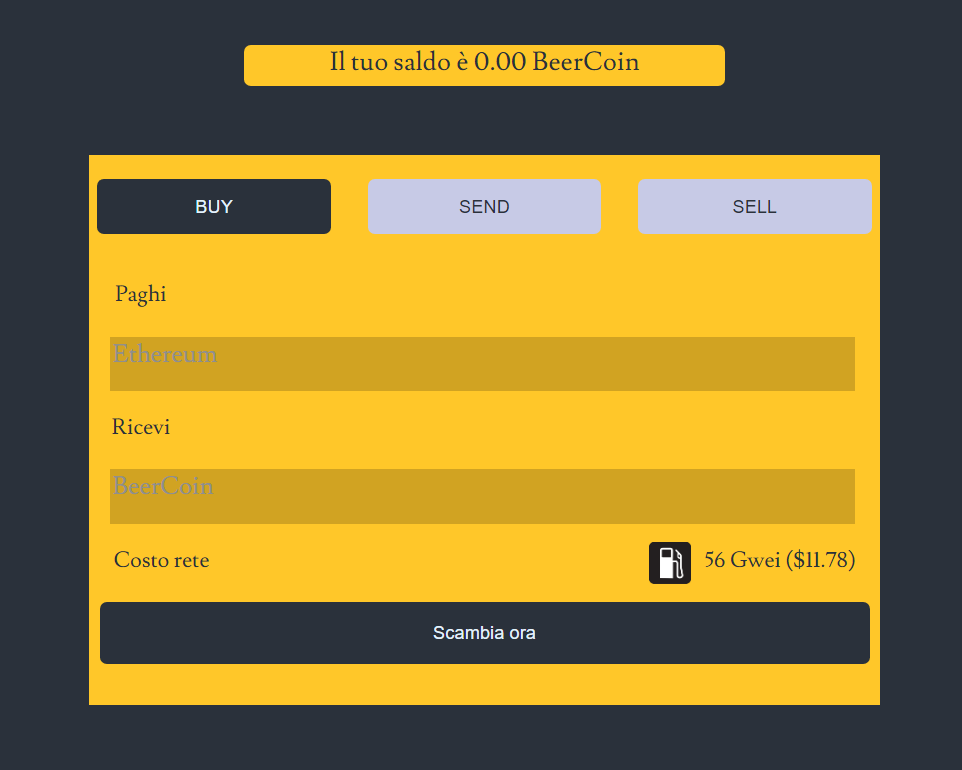 Il tuo saldo è 0.00 BeerCoin
BUY SEND SELL
Paghi
Ethereum
Ricevi
BeerCoin
Costo rete 56 Gwei ($11.78)
Scambia ora